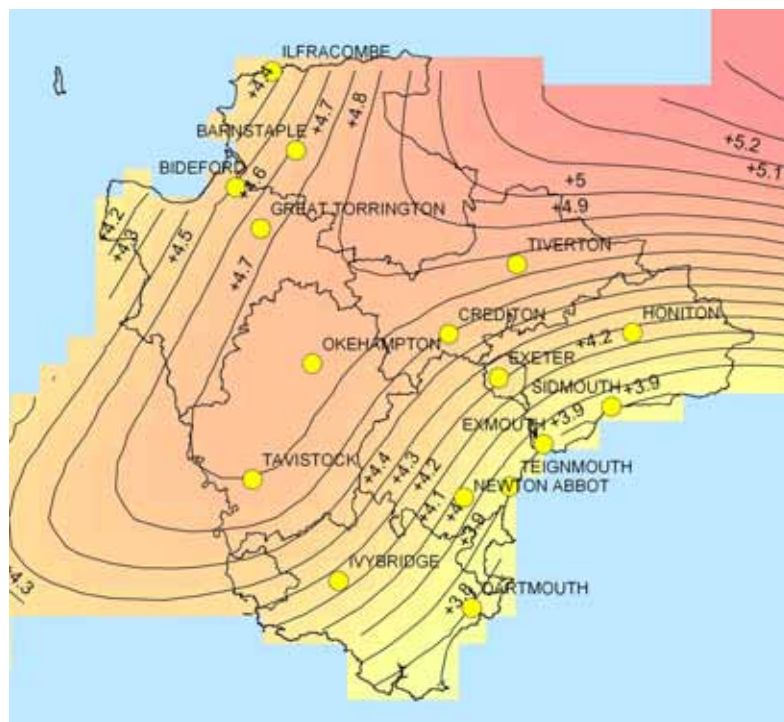 ILFRACOMBE
+4.4
+4.7
+4.8
BARNSTAPLE
+5.2
+5.1
BIDEFORD
+4.6
+5
GREAT TORRINGTON
+4.9
+4.2
+4.3
+4.5
+4.7
TIVERTON
CREDITON
HONITON
OKEHAMPTON
+4.2
EXETER
SIDMOUTH
+3.9
+3.9
EXMOUTH
TAVISTOCK
+4.4
+4.3
+4.2
TEIGNMOUTH
NEWTON ABBOT
+4.1
+4
+3.9
+4.3
IVYBRIDGE
DARTMOUTH
+3.8